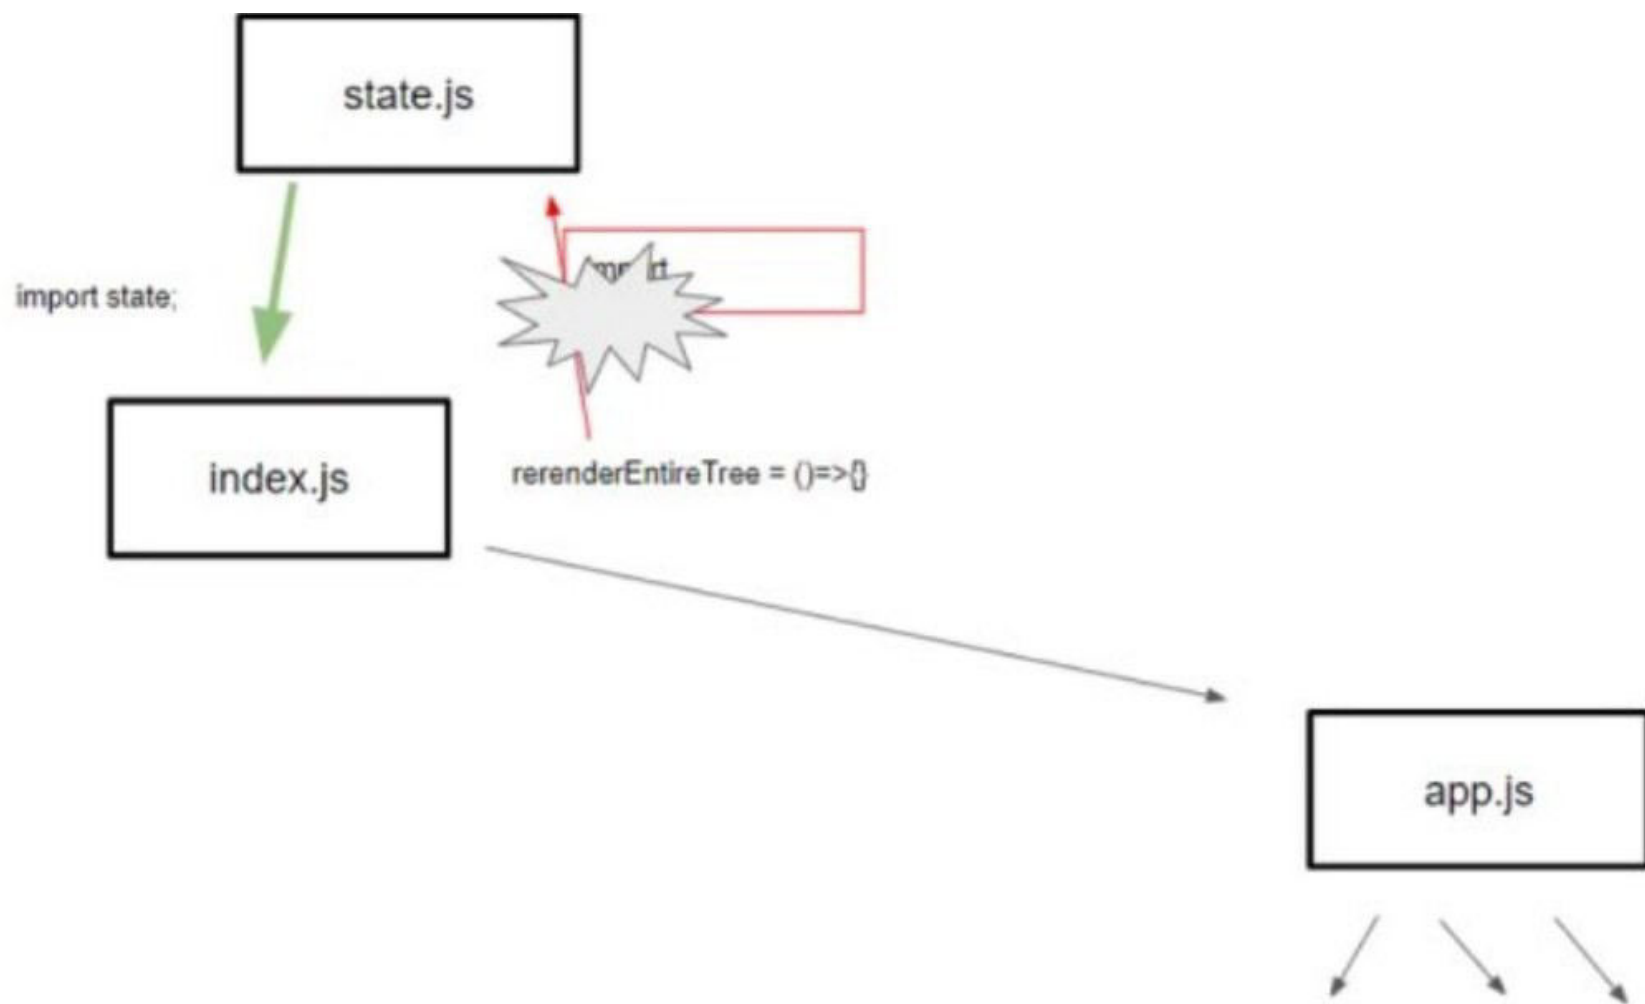 state.js
import state;
index.js
rerenderEntireTree = ()=>{}
app.js